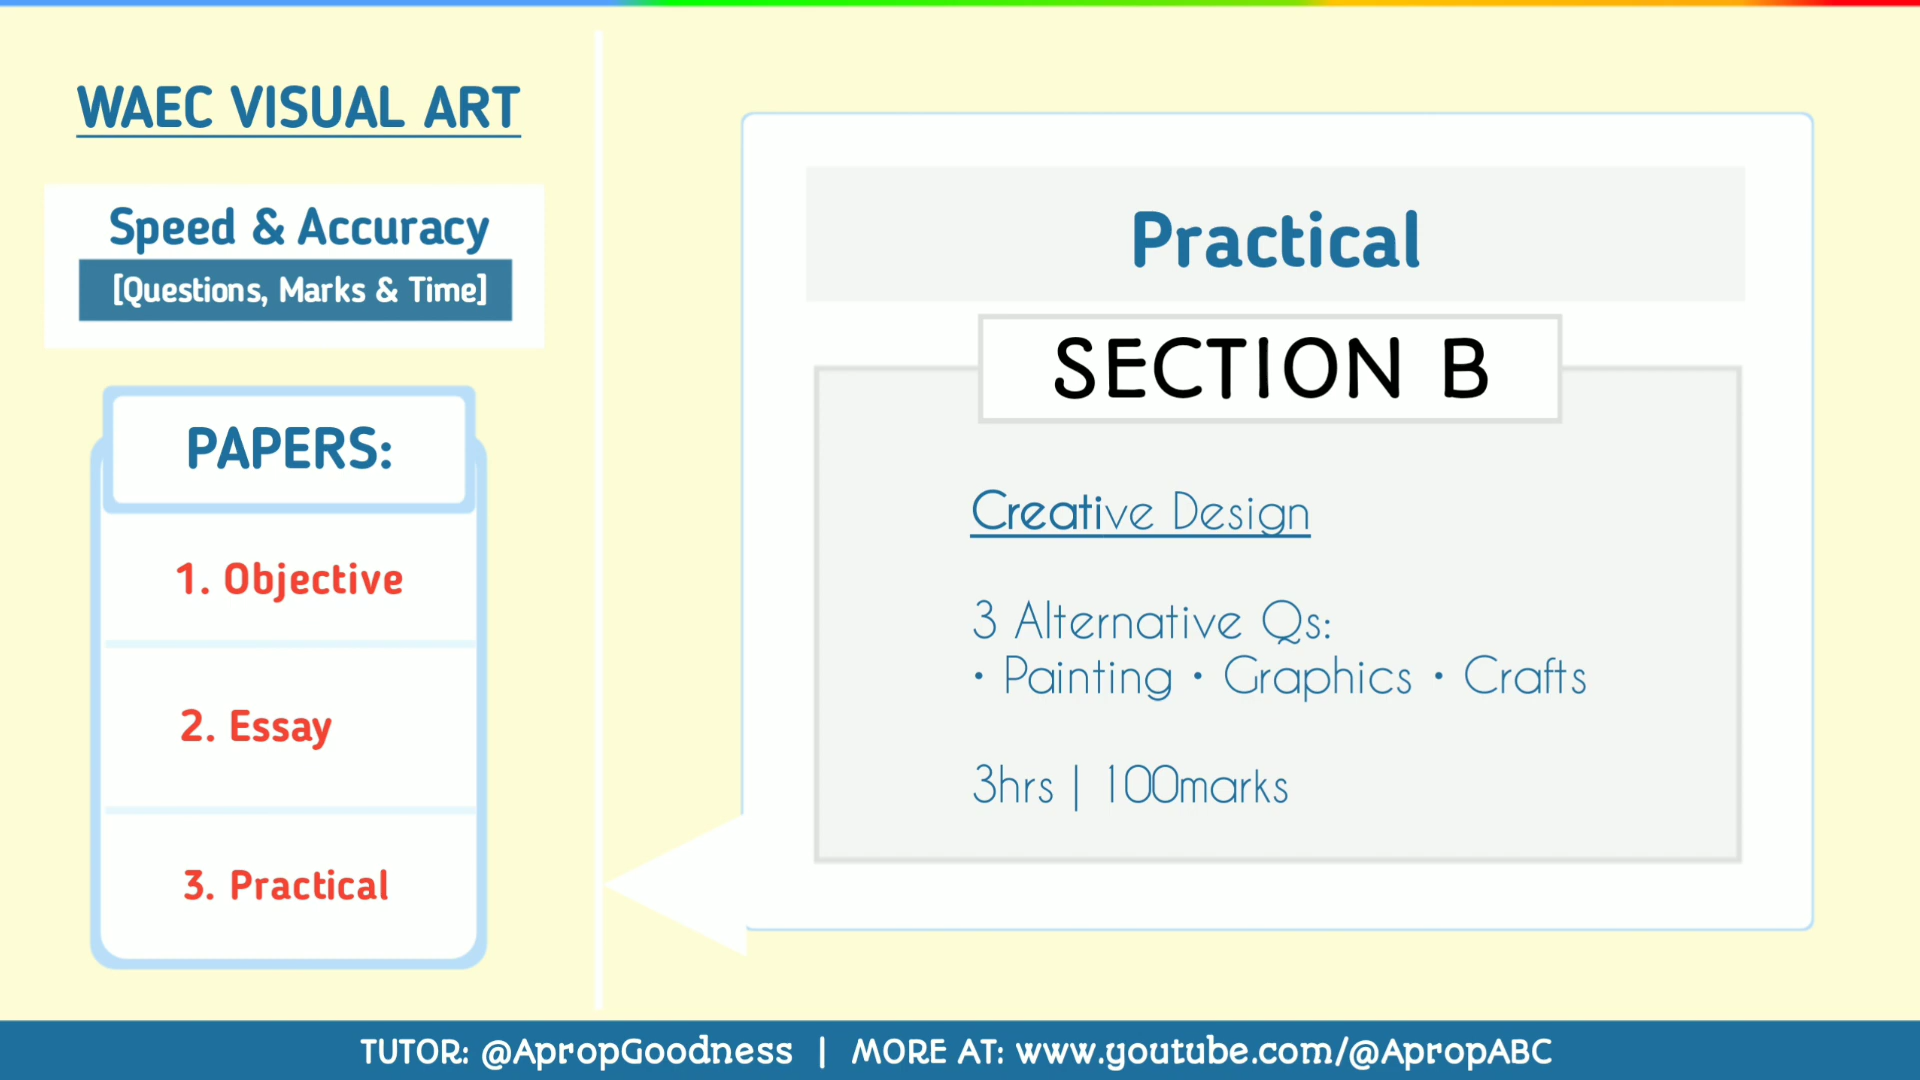 WAEC VISUAL ART
Speed & Accuracy
[Questions, Marks & Time]
PAPERS:
1. Objective
2. Essay
3. Practical
Practical
SECTION B
Creative Design
3 Alternative Qs:
• Painting • Graphics • Crafts
3hrs | 100marks
TUTOR: @ApropGoodness | MORE AT: www.youtube.com/@ApropABC